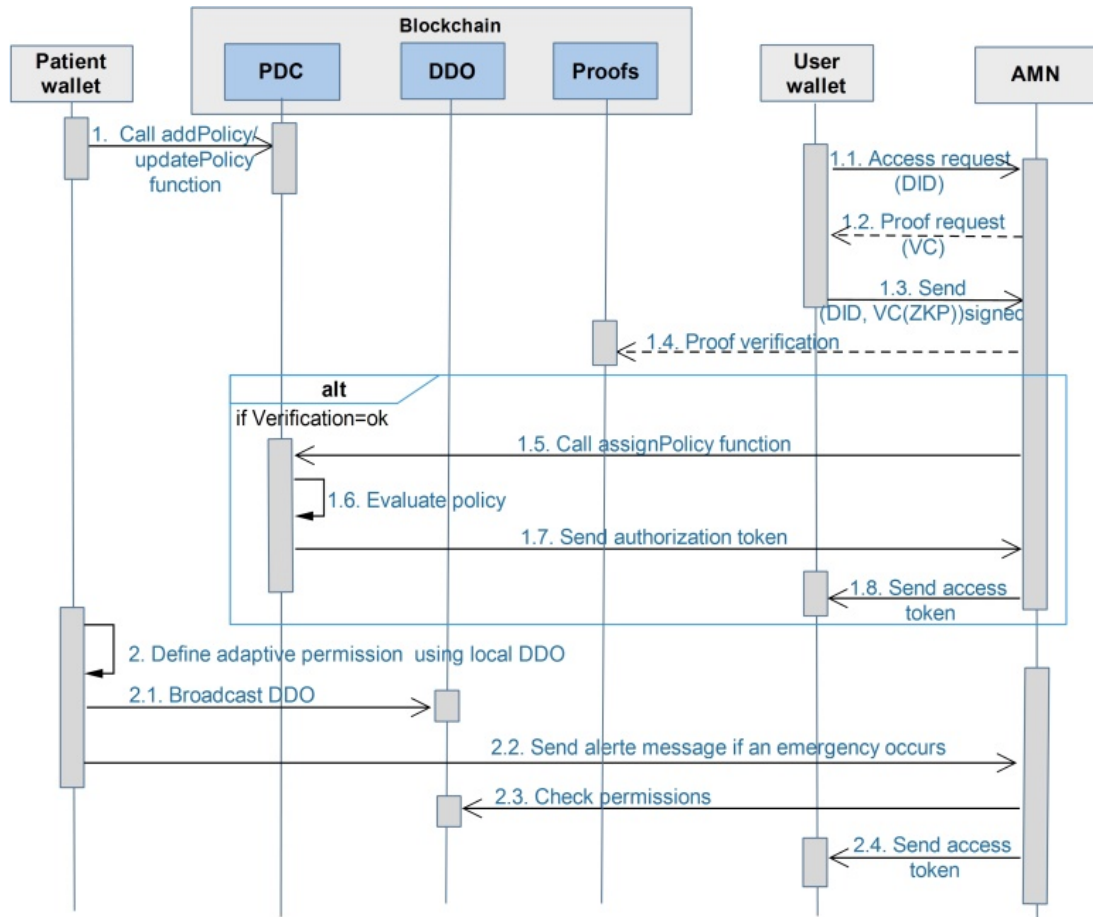 Blockchain
Patient
wallet
PDC
DDO
Proofs
User
wallet
AMN
1. Call addPolicy/
updatePolicy
function
1.1. Access request
(DID)
1.2. Proof request
(VC)
1.3. Send
(DID, VC(ZKP))signed
1.4. Proof verification
alt
if Verification=ok
1.5. Call assignPolicy function
1.6. Evaluate policy
1.7. Send authorization token
1.8. Send access
token
2. Define adaptive permission using local DDO
2.1. Broadcast DDO
2.2. Send alerte message if an emergency occurs
2.3. Check permissions
2.4. Send access
token